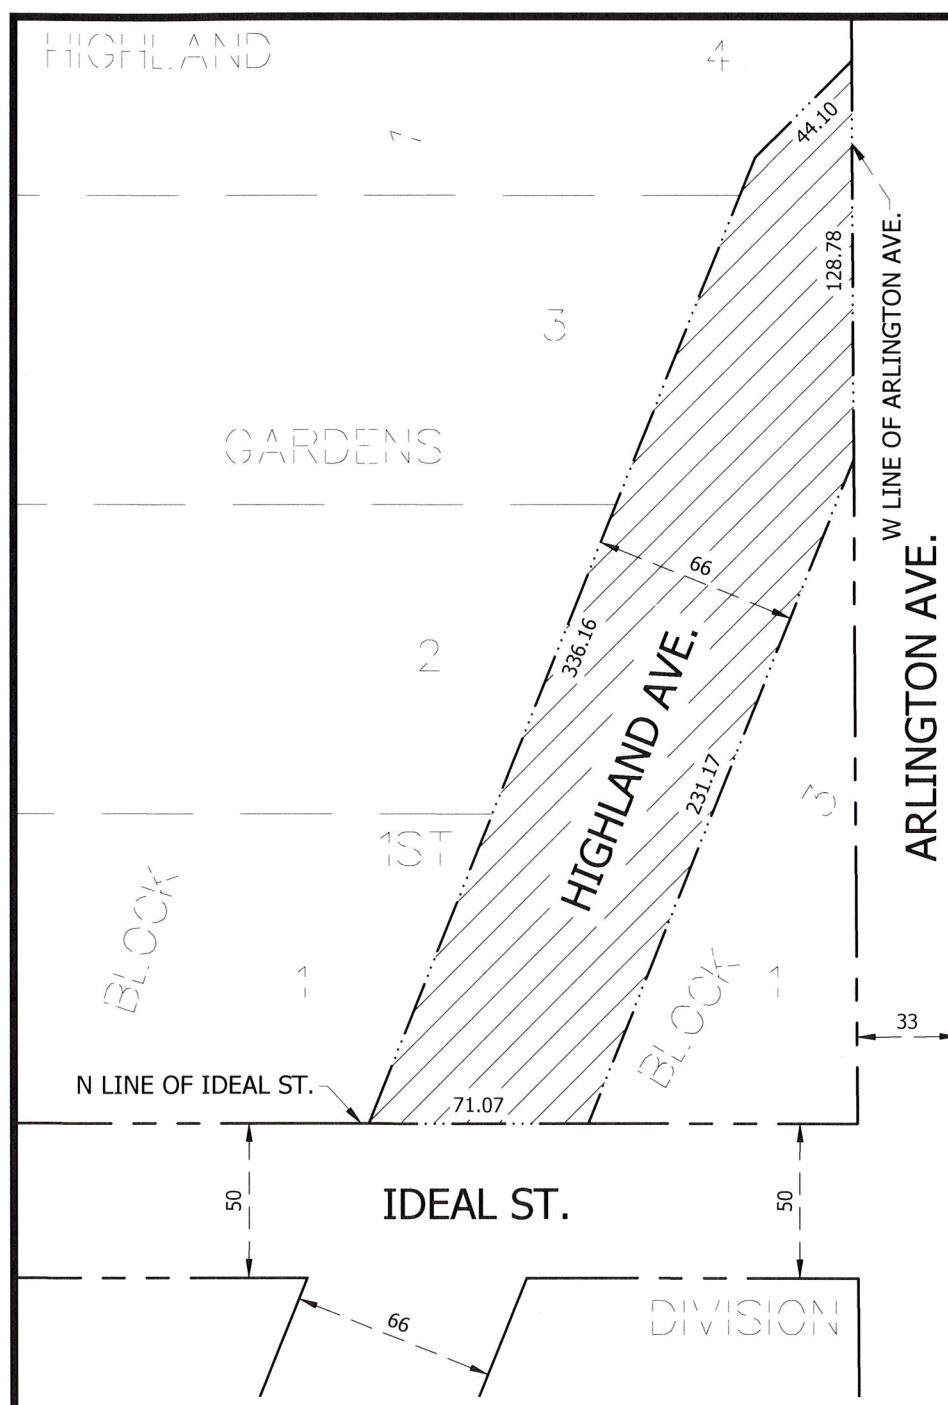 HIGHLAND
4
44.10
128.78
W LINE OF ARLINGTON AVE.
3
GARDENS
66
ARLINGTON AVE.
2
336.16
HIGHLAND AVE.
231.17
3
1ST
BLOCK
1
BLOCK
1
33
N LINE OF IDEAL ST.
71.07
50
IDEAL ST.
50
66
DIVISION